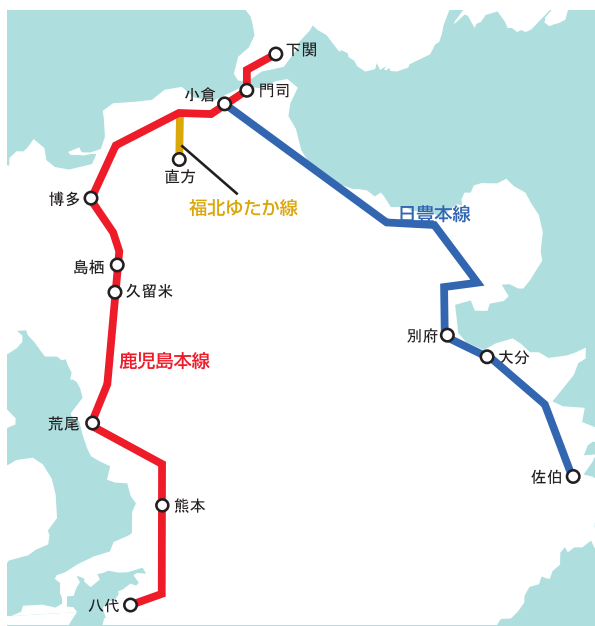 下関
門司
小倉
直方
福北ゆたか線
博多
日豊本線
島栖
久留米
別府
大分
鹿児島本線
荒尾
佐伯
熊本
八代